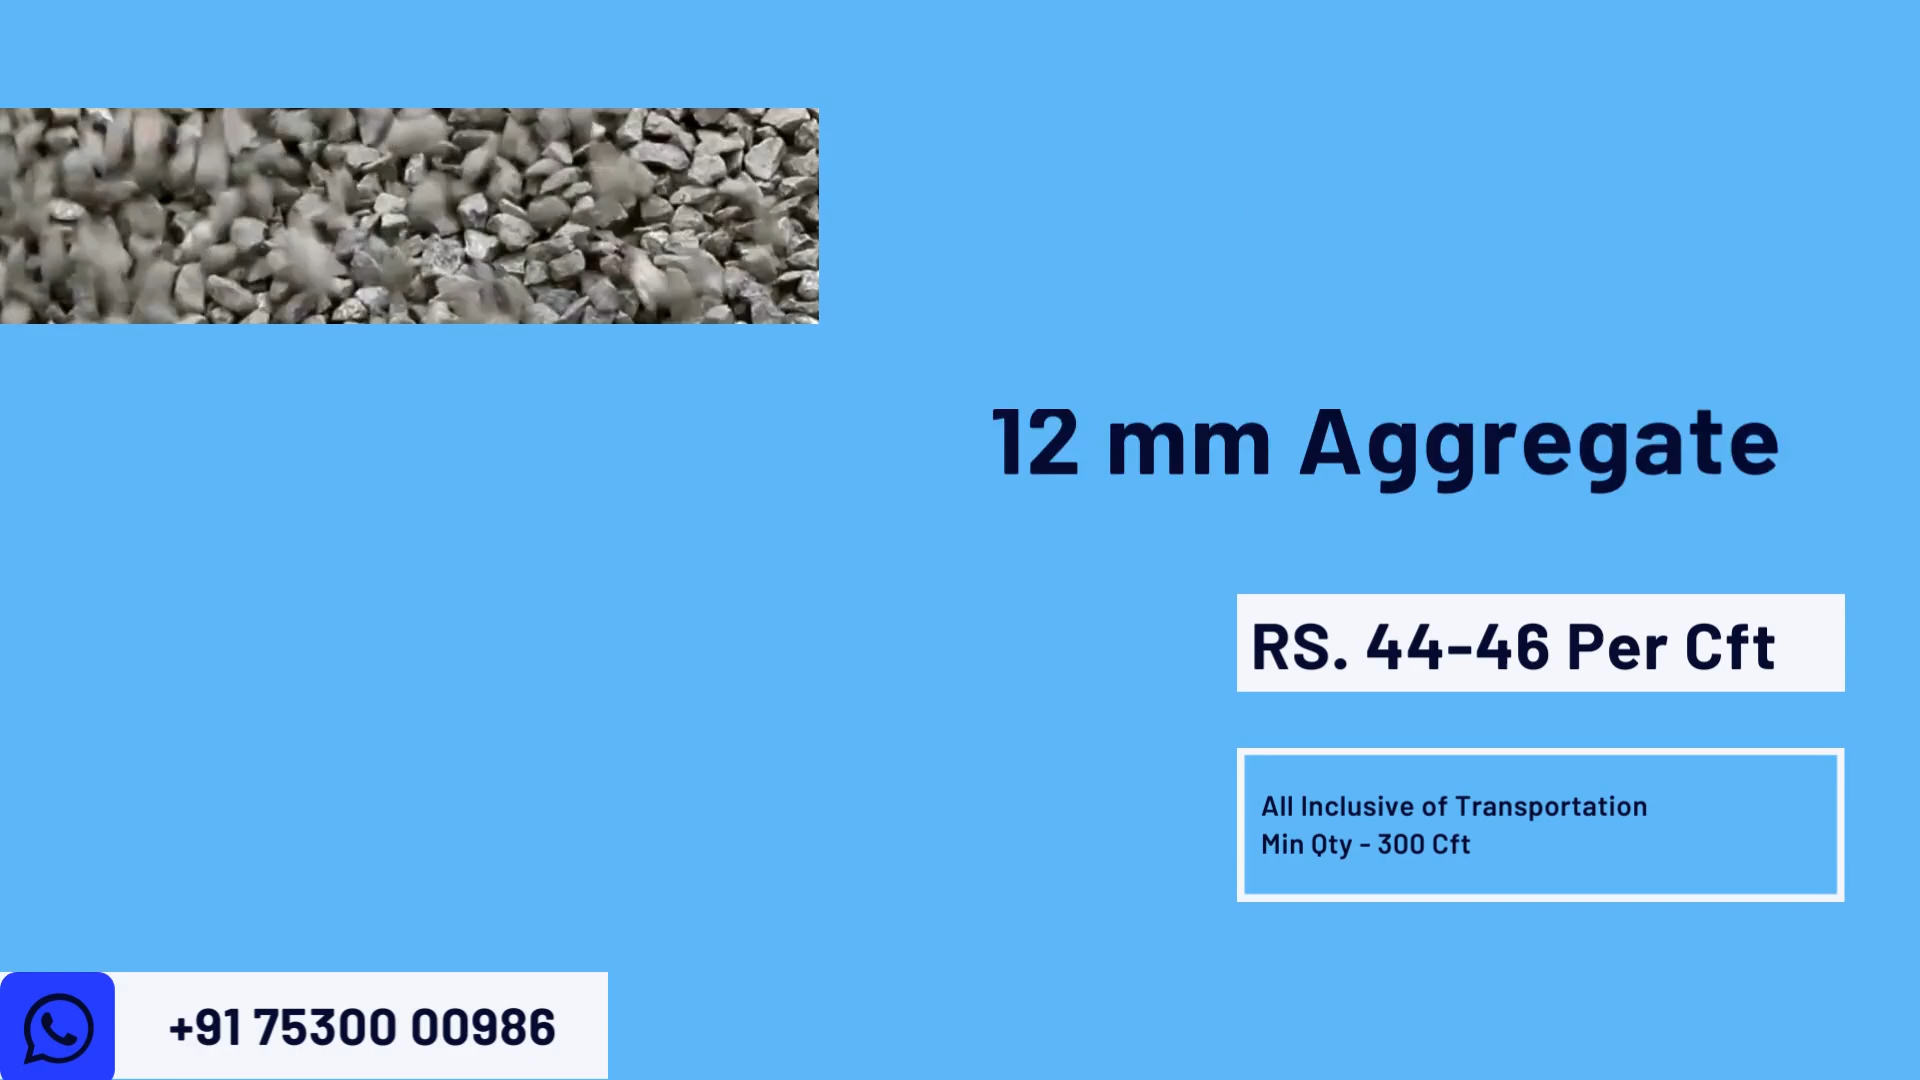 12 mm Aggregate
RS. 44-46 Per Cft
All Inclusive of Transportation
Min Qty - 300 Cft
+91 75300 00986